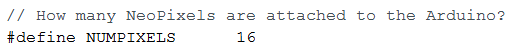 // How many NeoPixels are attached to the Arduino?
#define NUMPIXELS      16